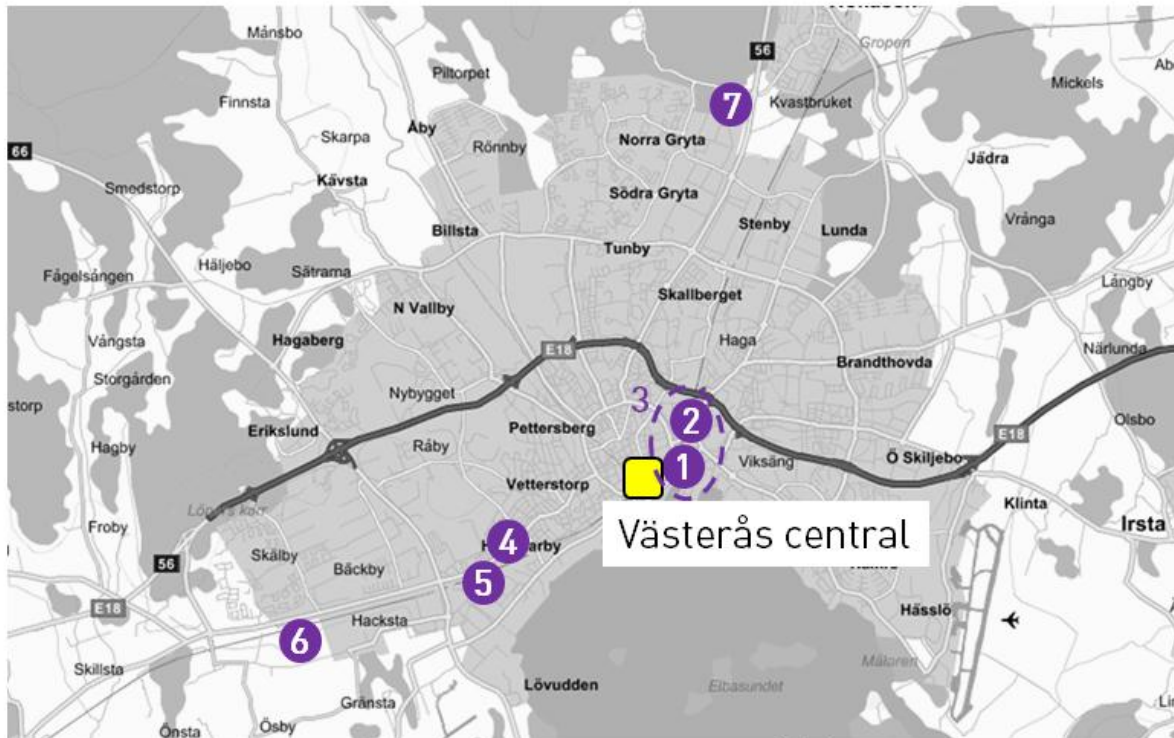 Månsbo
56
Gropen
Piltorpet
Mickels
Finnsta
7
Kvastbruket
Skarpa
Åby
Rönnby
Norra Gryta
66
Jädra
Kävsta
Smedstorp
Södra Gryta
Vrånga
Billsta
Stenby
Lunda
Tunby
Häljebo
Sätrarna
Fågelsången
Långby
Skallberget
N Vallby
Hagaberg
Vångsta
Haga
E18
Närlunda
Brandthovda
Storgården
Nybygget
3
storp
2
Olsbo
Pettersberg
Erikslund
E18
Råby
Hagby
1
Viksäng
Ö Skiljebo
Vetterstorp
Klinta
Froby
Irsta
Västerås central
4
Skälby
56
Bäckby
5
E18
Hässlö
Hacksta
6
Mälaren
Skillsta
Lövudden
Elbasundet
Gränsta
Ösby
Önsta